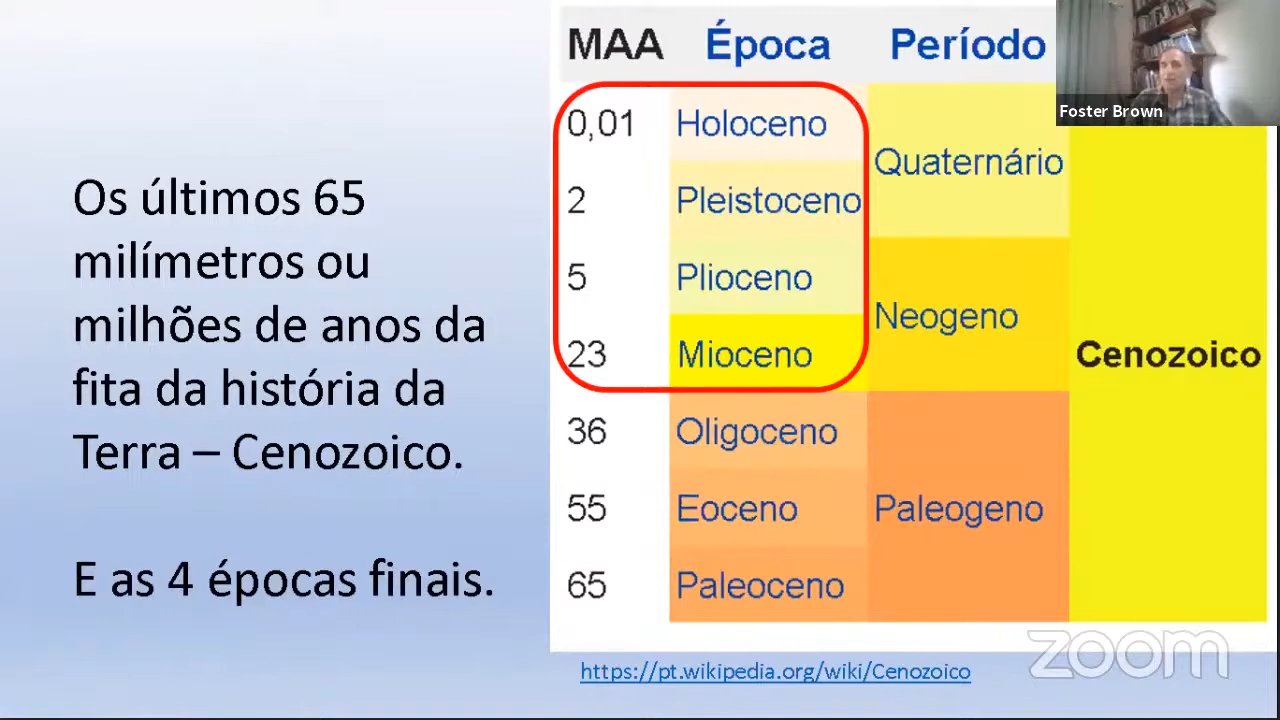 Os últimos 65
milímetros ou
milhões de anos da
fita da história da
Terra – Cenozoico.
E as 4 épocas finais.
MAA Época Período
0,01 Holoceno
Quaternário
2 Pleistoceno
5 Plioceno
Neogeno
23 Mioceno Cenozoico
36 Oligoceno
55 Eoceno Paleogeno
65 Paleoceno
https://pt.wikipedia.org/wiki/Cenozoico
Foster Brown
zoom